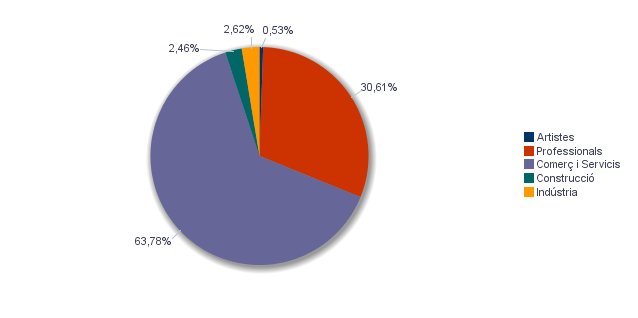 2,62% 0,53%
2,46%
30,61%
63,78%
Artistes
Professionals
Comerç i Servicis
Construcció
Indústria